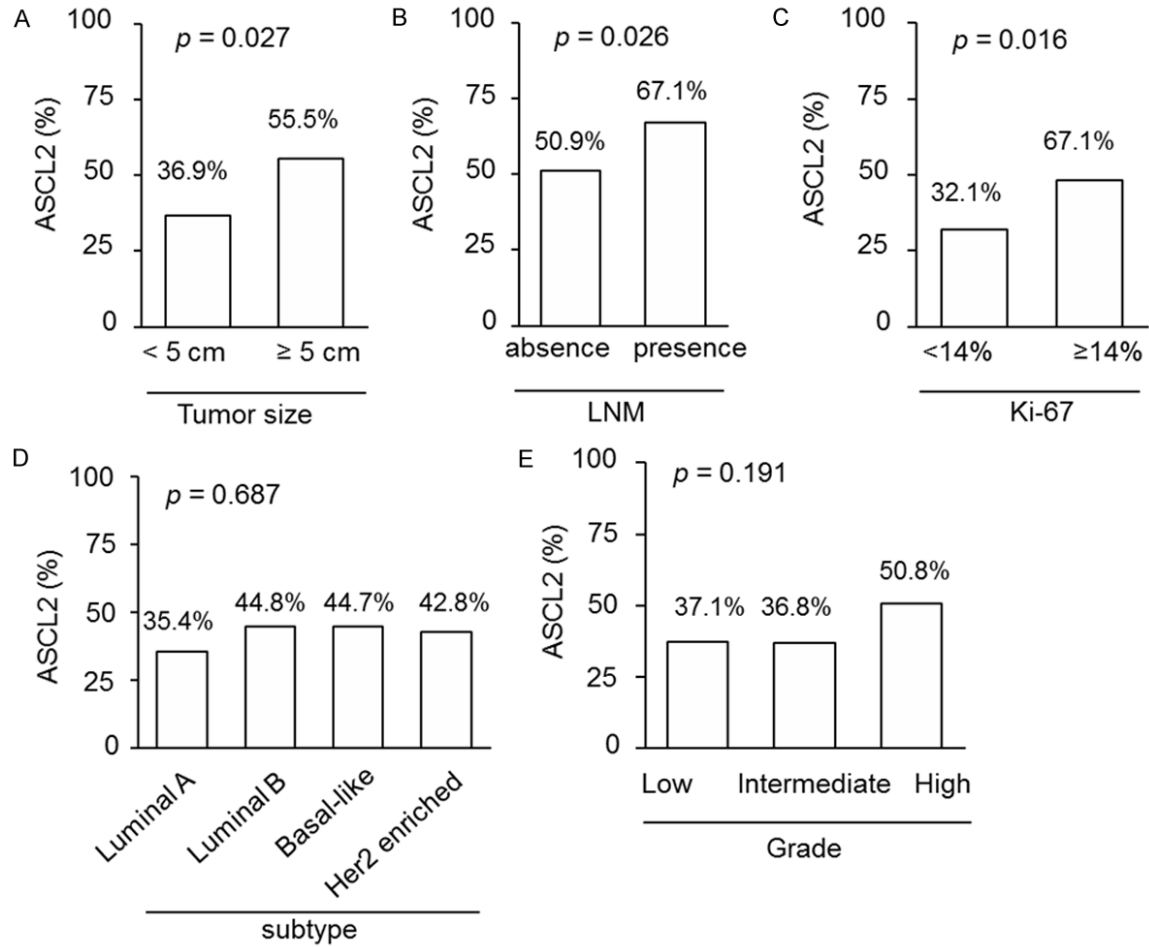 A
100
75
50
25
0
ASCL2 (%)
p = 0.027
36.9%
55.5%
< 5 cm
≥ 5 cm
Tumor size
B
100
75
50
25
0
ASCL2 (%)
p = 0.026
50.9%
67.1%
absence
presence
LNM
C
100
75
50
25
0
ASCL2 (%)
p = 0.016
32.1%
67.1%
<14%
≥14%
Ki-67
D
100
75
50
25
0
ASCL2 (%)
p = 0.687
35.4%
44.8%
44.7%
42.8%
Luminal A
Luminal B
Basal-like
Her2 enriched
subtype
E
100
75
50
25
0
ASCL2 (%)
p = 0.191
37.1%
36.8%
50.8%
Low
Intermediate
High
Grade